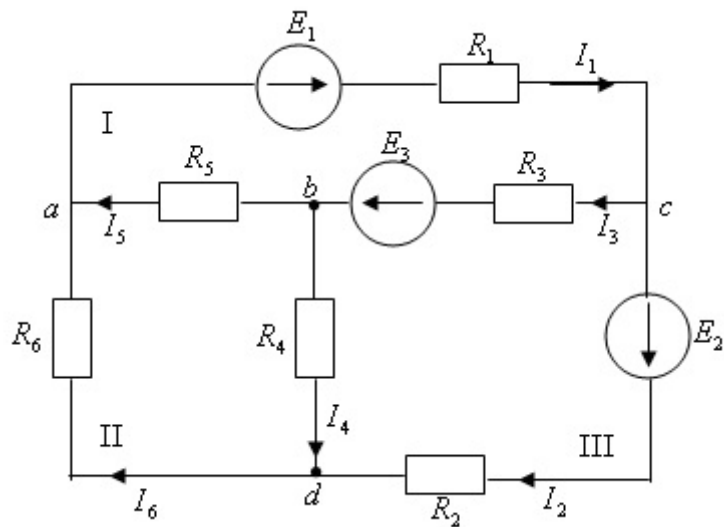 E₁
R₁
I₁
I
R₅
E₃
R₃
a
b
c
I₅
I₃
R₆
R₄
E₂
I₄
II
III
d
I₆
R₂
I₂